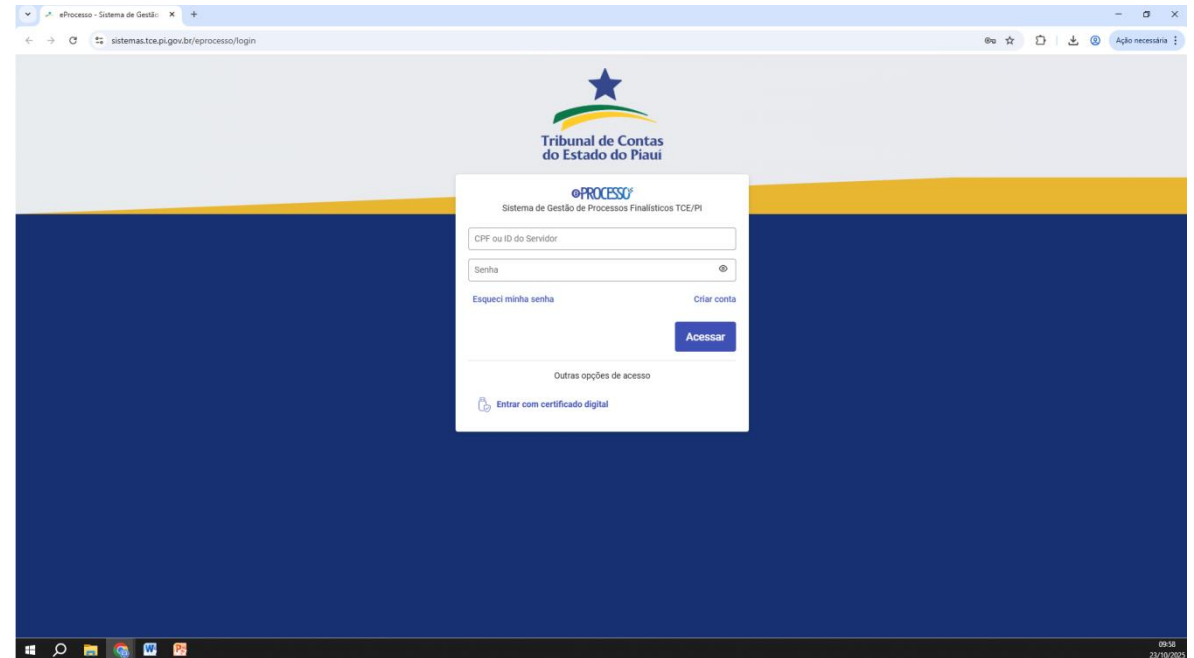 eProcesso - Sistema de Gestão
sistemas.tce.pi.gov.br/eprocesso/login
Ação necessária
Tribunal de Contas
do Estado do Piauí
ePROCESSO
Sistema de Gestão de Processos Finalísticos TCE/PI
CPF ou ID do Servidor
Senha
Esqueci minha senha
Criar conta
Acessar
Outras opções de acesso
Entrar com certificado digital
09:58
23/10/2025